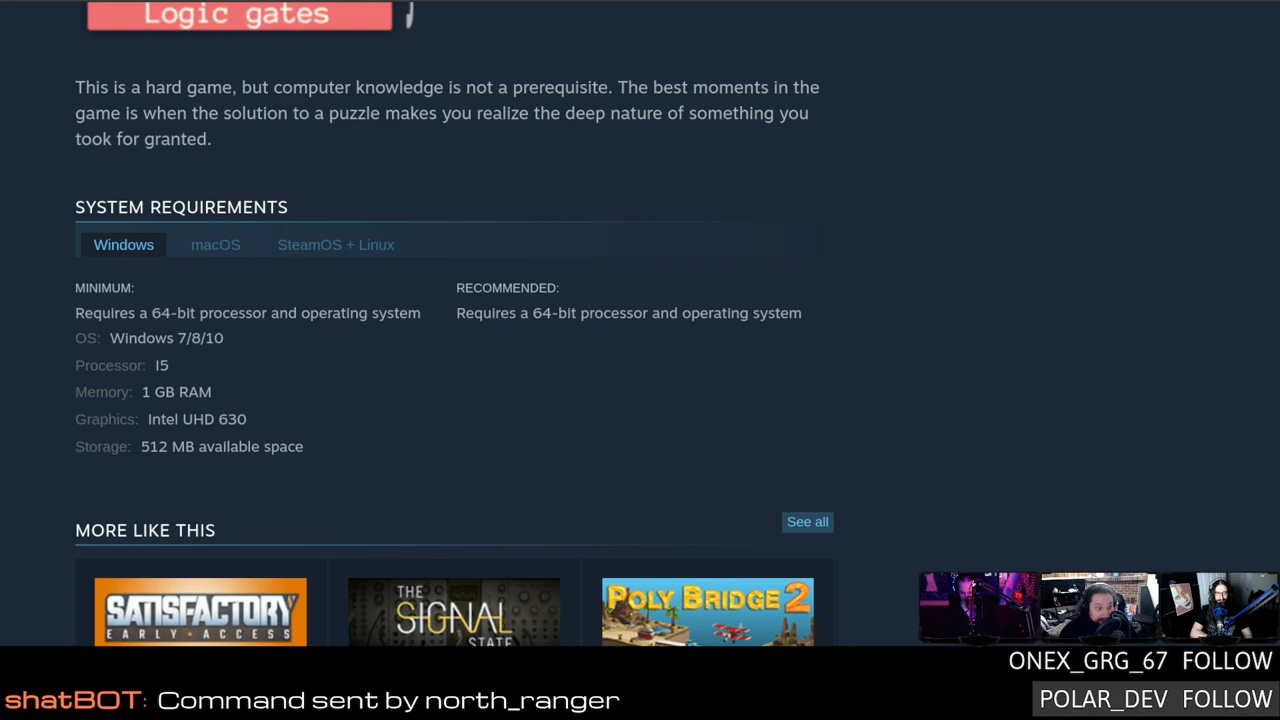 Logic gates
This is a hard game, but computer knowledge is not a prerequisite. The best moments in the
game is when the solution to a puzzle makes you realize the deep nature of something you
took for granted.
SYSTEM REQUIREMENTS
Windows macOS SteamOS + Linux
MINIMUM:
Requires a 64-bit processor and operating system
OS: Windows 7/8/10
Processor: I5
Memory: 1 GB RAM
Graphics: Intel UHD 630
Storage: 512 MB available space
RECOMMENDED:
Requires a 64-bit processor and operating system
MORE LIKE THIS
See all
SATISFACTORY
EARLY ACCESS
THE
SIGNAL
STATE
POLY BRIDGE 2
ONEX_GRG_67 FOLLOW
POLAR_DEV FOLLOW
shatBOT: Command sent by north_ranger